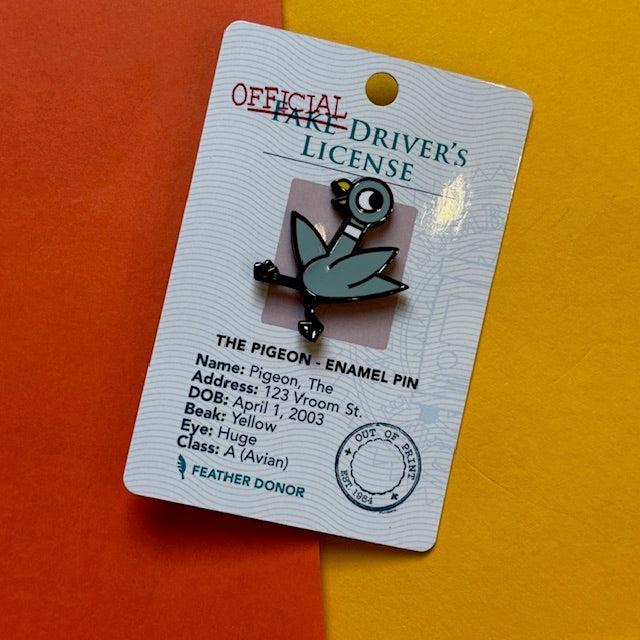 OFFICIAL
FAKE DRIVER'S
LICENSE
THE PIGEON - ENAMEL PIN
Name: Pigeon, The
Address: 123 Vroom St.
DOB: April 1, 2003
Beak: Yellow
Eye: Huge
Class: A (Avian)
FEATHER DONOR
OUT OF PRINT
EST. 1984